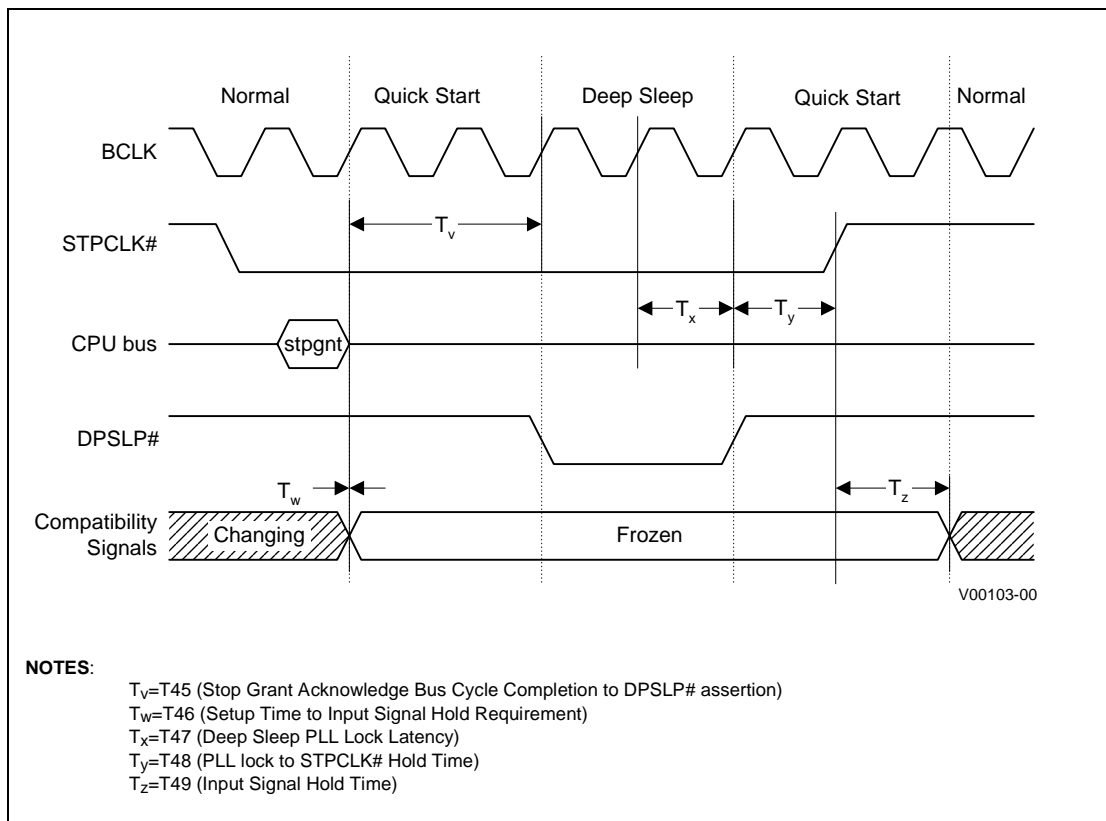 Normal Quick Start Deep Sleep Quick Start Normal
BCLK
STPCLK#
Tv
Tx Ty
CPU bus
stpgnt
DPSLP#
Tw
Tz
Compatibility
Signals
Changing
Frozen
V00103-00
NOTES:
Tv=T45 (Stop Grant Acknowledge Bus Cycle Completion to DPSLP# assertion)
Tw=T46 (Setup Time to Input Signal Hold Requirement)
Tx=T47 (Deep Sleep PLL Lock Latency)
Ty=T48 (PLL lock to STPCLK# Hold Time)
Tz=T49 (Input Signal Hold Time)